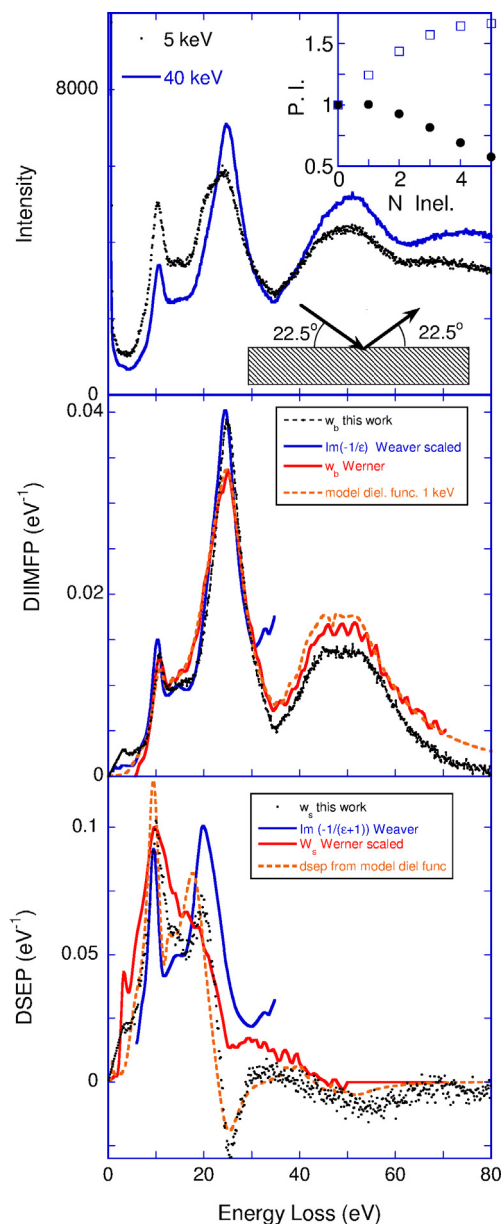 5 keV
40 keV
8000
Intensity
0
1.5
1
0.5
P. I.
0 2 4
N Inel.
22.5°
22.5°
0.04
0.02
0
DIIMFP (eV⁻¹)
w_b this work
Im(-1/ε) Weaver scaled
w_b Werner
model diel. func. 1 keV
0.1
0.05
0
DSEP (eV⁻¹)
w_s this work
Im (-1/(ε+1)) Weaver
W_s Werner scaled
dsep from model diel func
0 20 40 60 80
Energy Loss (eV)